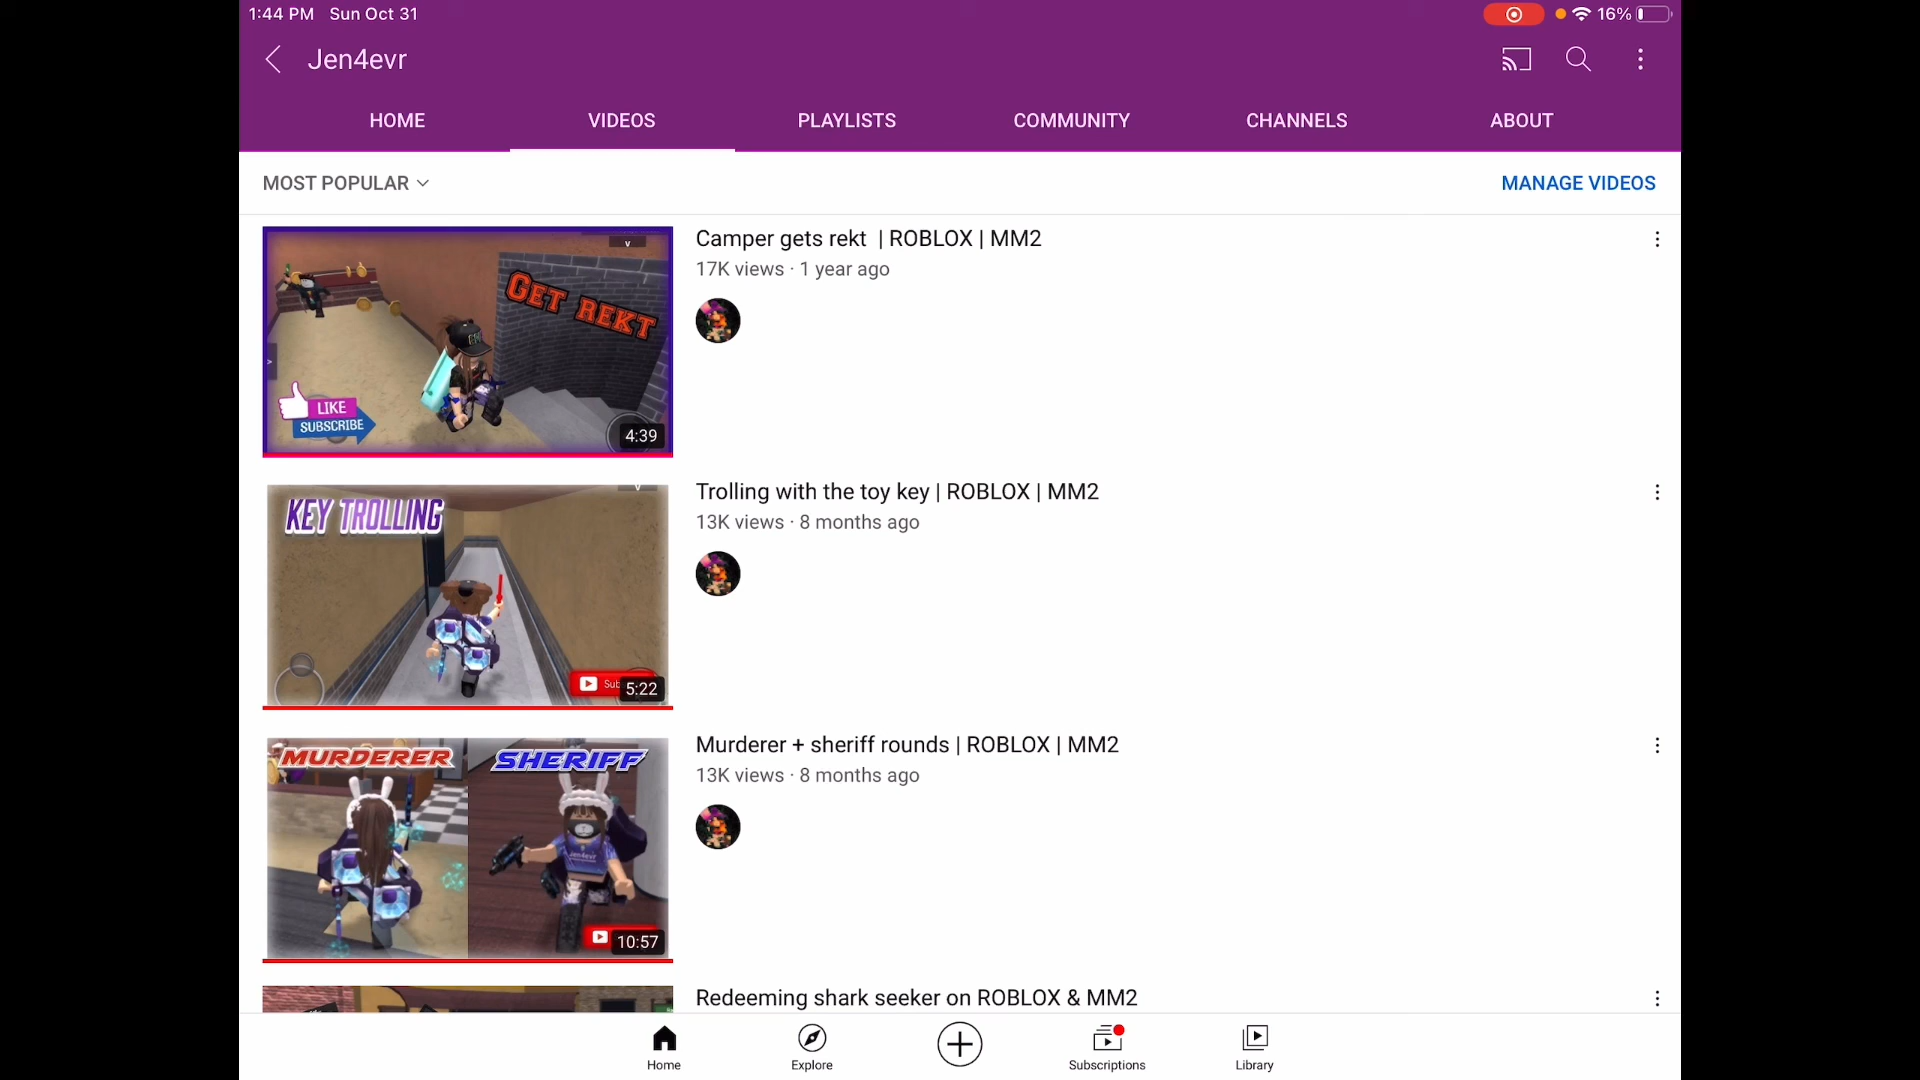 1:44 PM Sun Oct 31
16%
Jen4evr
HOME VIDEOS PLAYLISTS COMMUNITY CHANNELS ABOUT
MOST POPULAR
MANAGE VIDEOS
v
GET REKT
LIKE
SUBSCRIBE
4:39
Camper gets rekt | ROBLOX | MM2
17K views · 1 year ago
KEY TROLLING
Sub
5:22
Trolling with the toy key | ROBLOX | MM2
13K views · 8 months ago
MURDERER SHERIFF
Jen4evr
10:57
Murderer + sheriff rounds | ROBLOX | MM2
13K views · 8 months ago
Redeeming shark seeker on ROBLOX & MM2
Home Explore Subscriptions Library